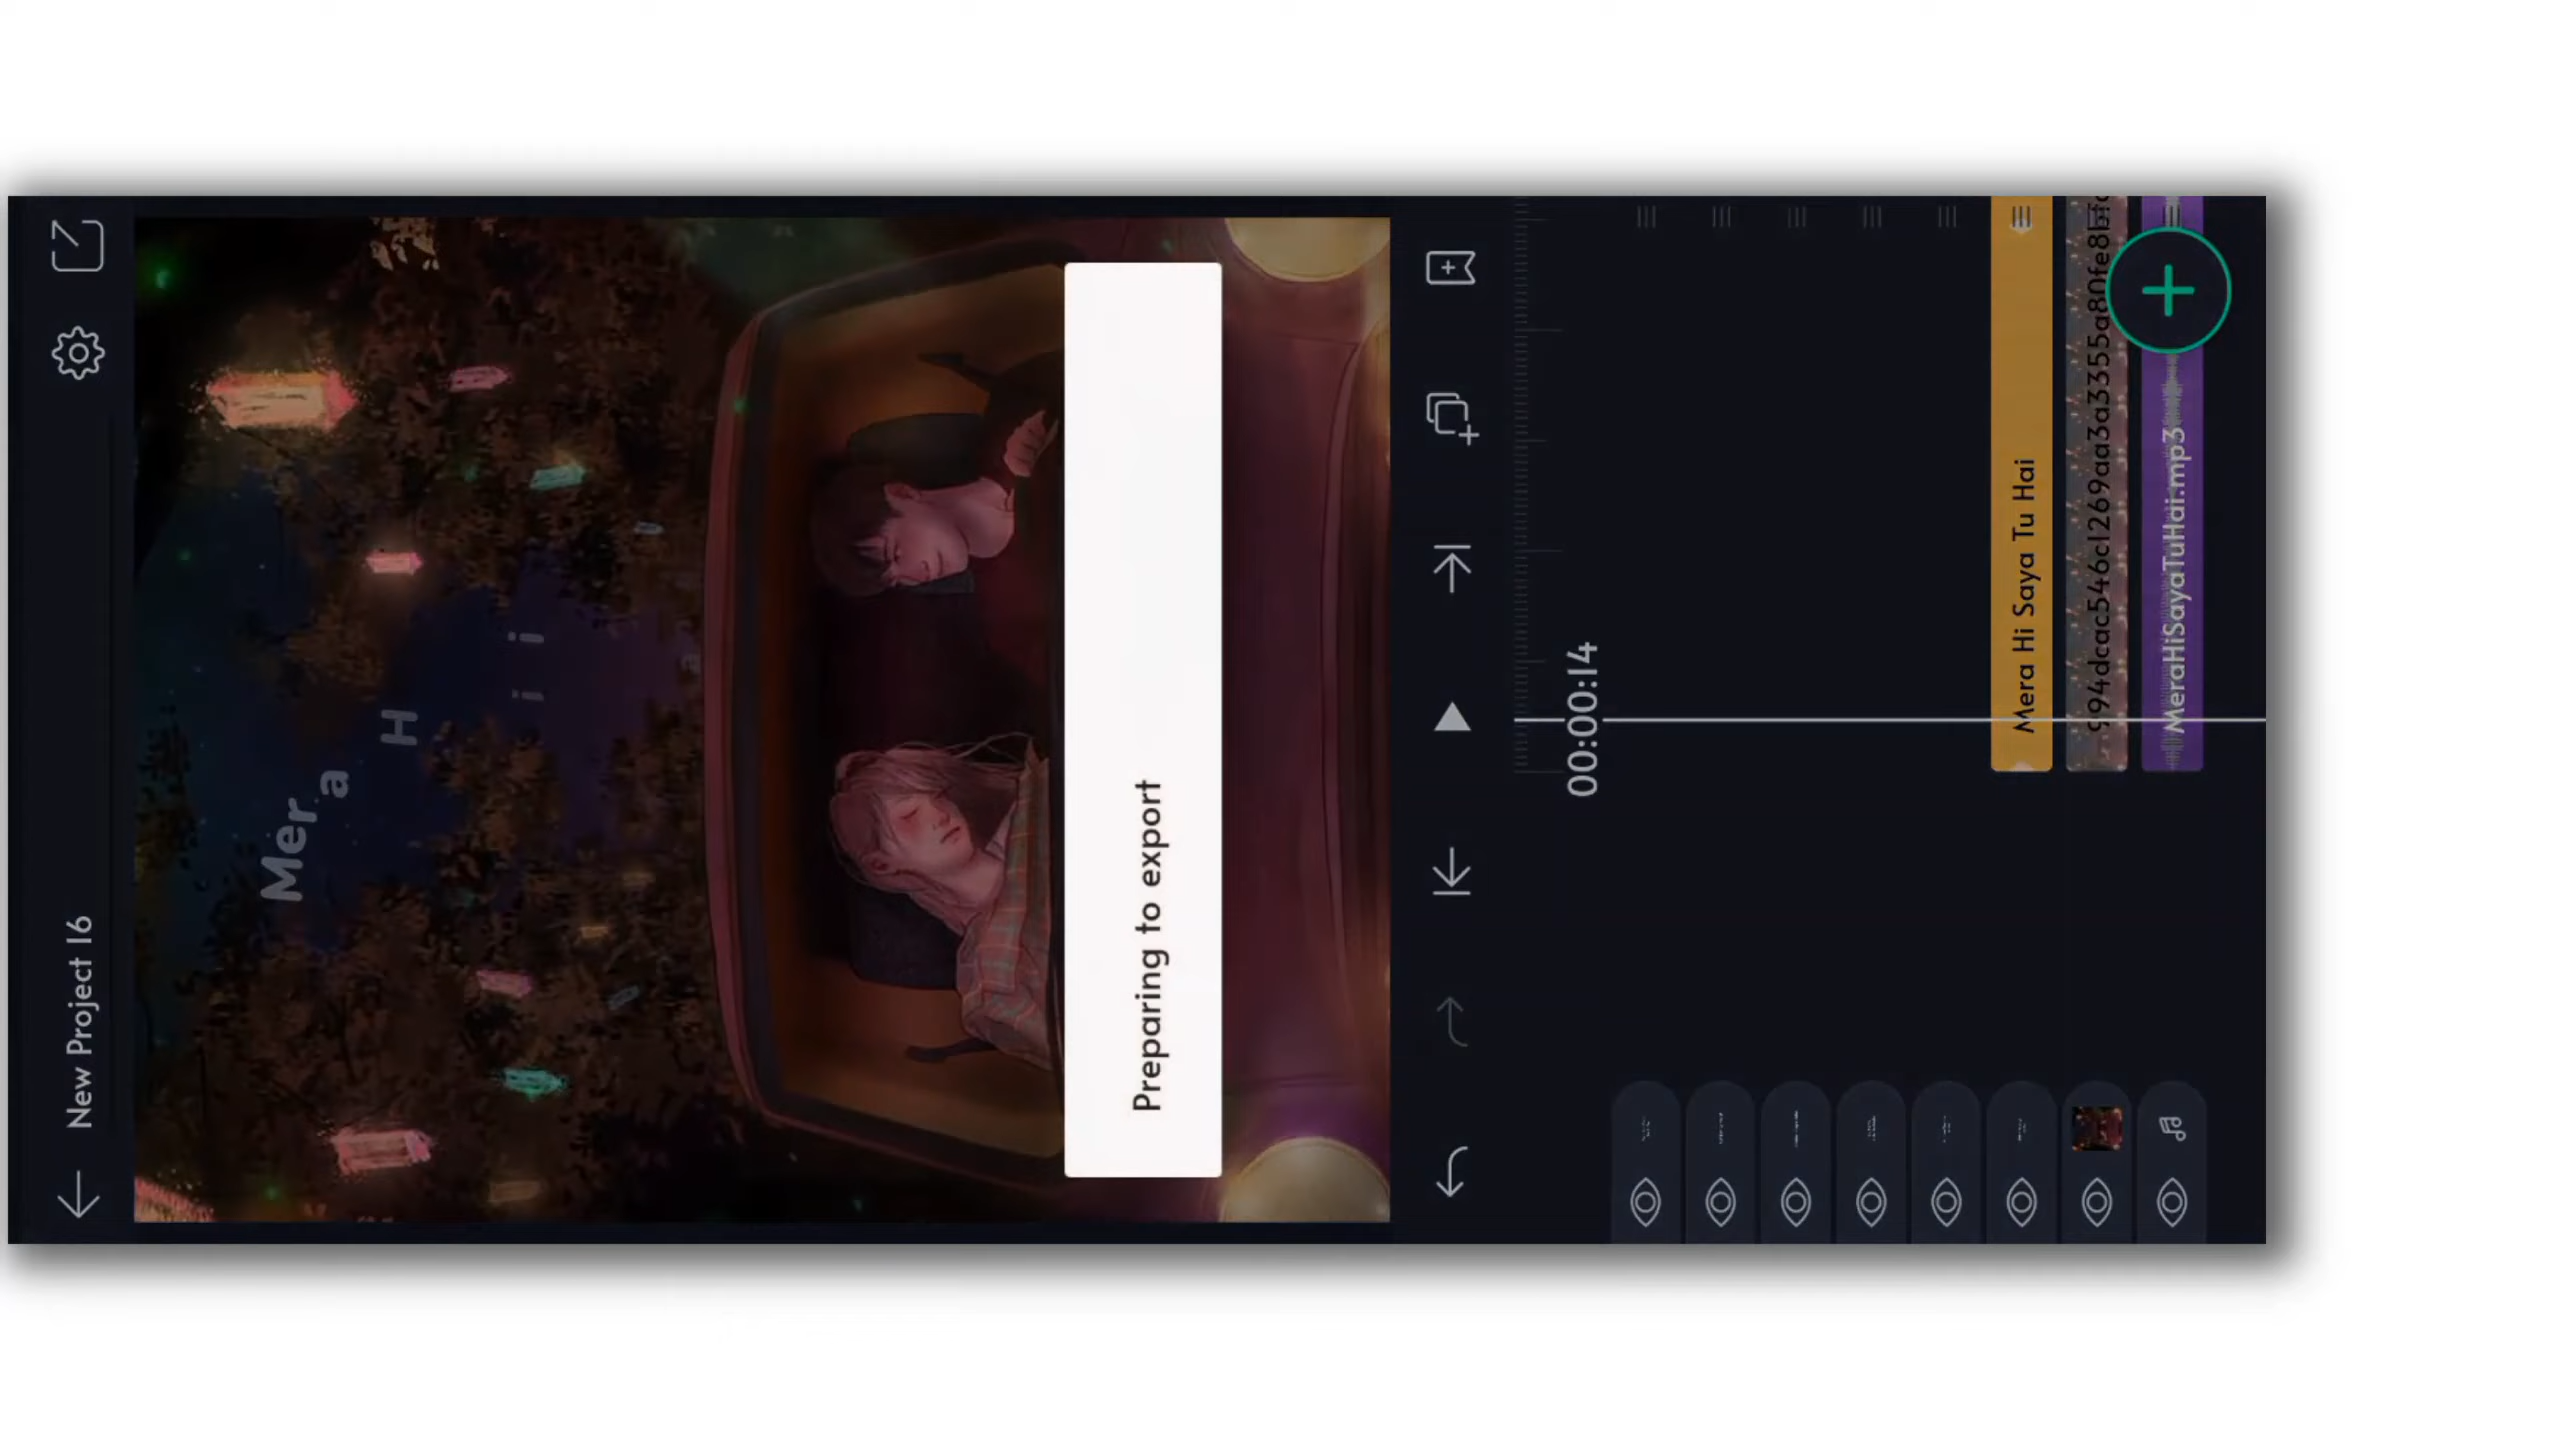 New Project 16
Mer a H i i a
Preparing to export
00:00:14
Mera Hi Saya Tu Hai
MeraHiSayaTuHai.mp3